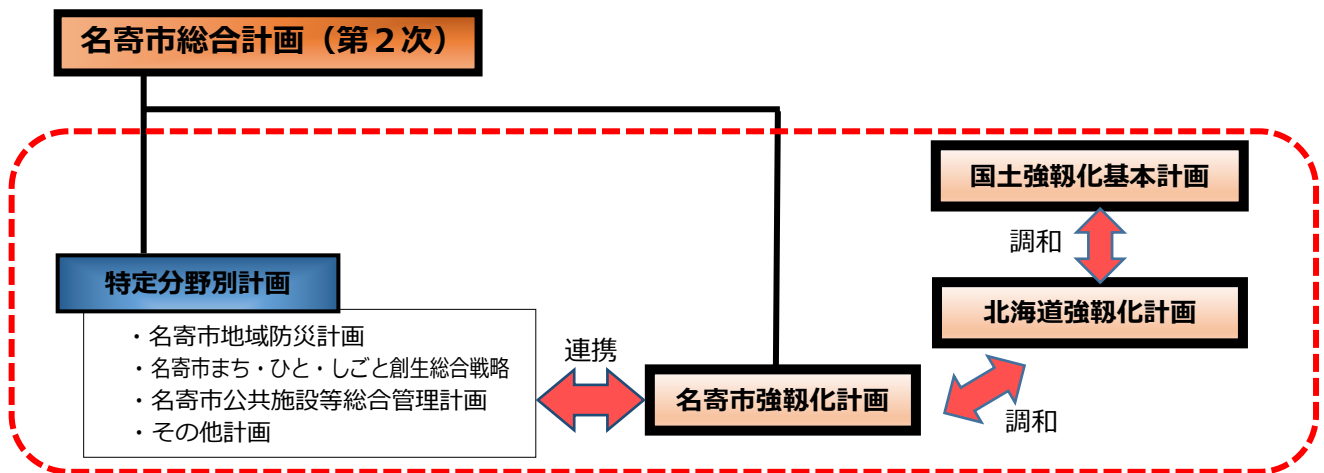 名寄市総合計画（第２次）
国土強靱化基本計画
調和
特定分野別計画
北海道強靱化計画
・名寄市地域防災計画
・名寄市まち・ひと・しごと創生総合戦略
・名寄市公共施設等総合管理計画
・その他計画
連携
名寄市強靱化計画
調和